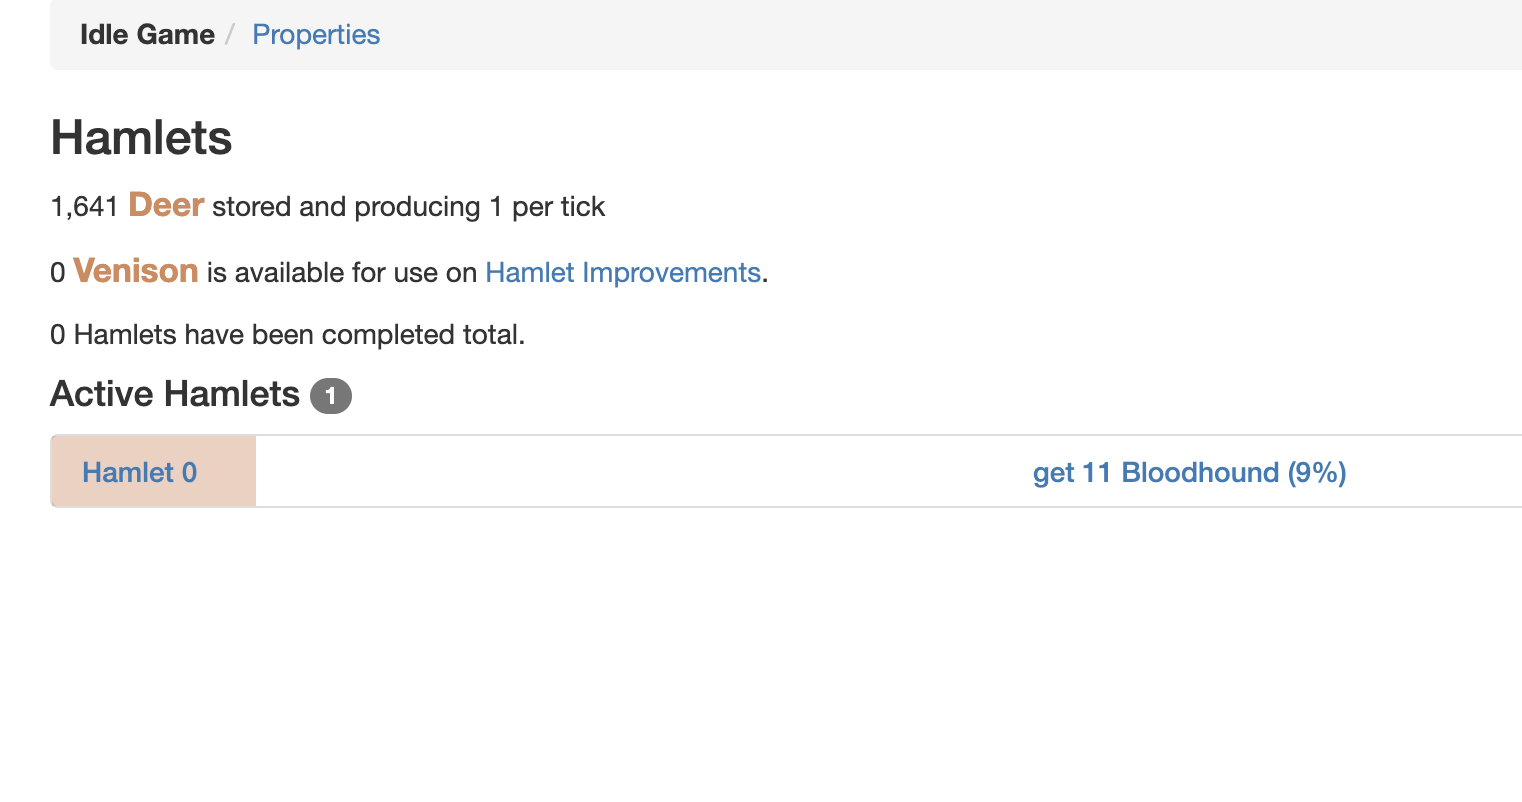 Idle Game / Properties
Hamlets
1,641 Deer stored and producing 1 per tick
0 Venison is available for use on Hamlet Improvements.
0 Hamlets have been completed total.
Active Hamlets 1
Hamlet 0 get 11 Bloodhound (9%)